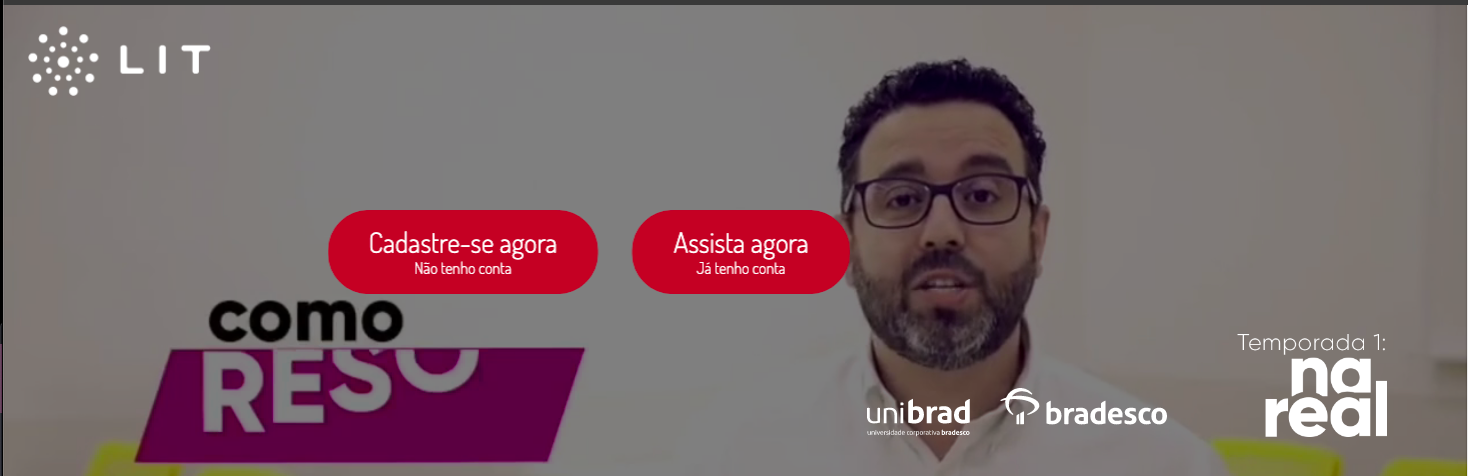 LIT
Cadastre-se agora
Não tenho conta
Assista agora
Já tenho conta
como
RESO
Temporada 1:
na
real
unibrad
universidade corporativa bradesco
bradesco